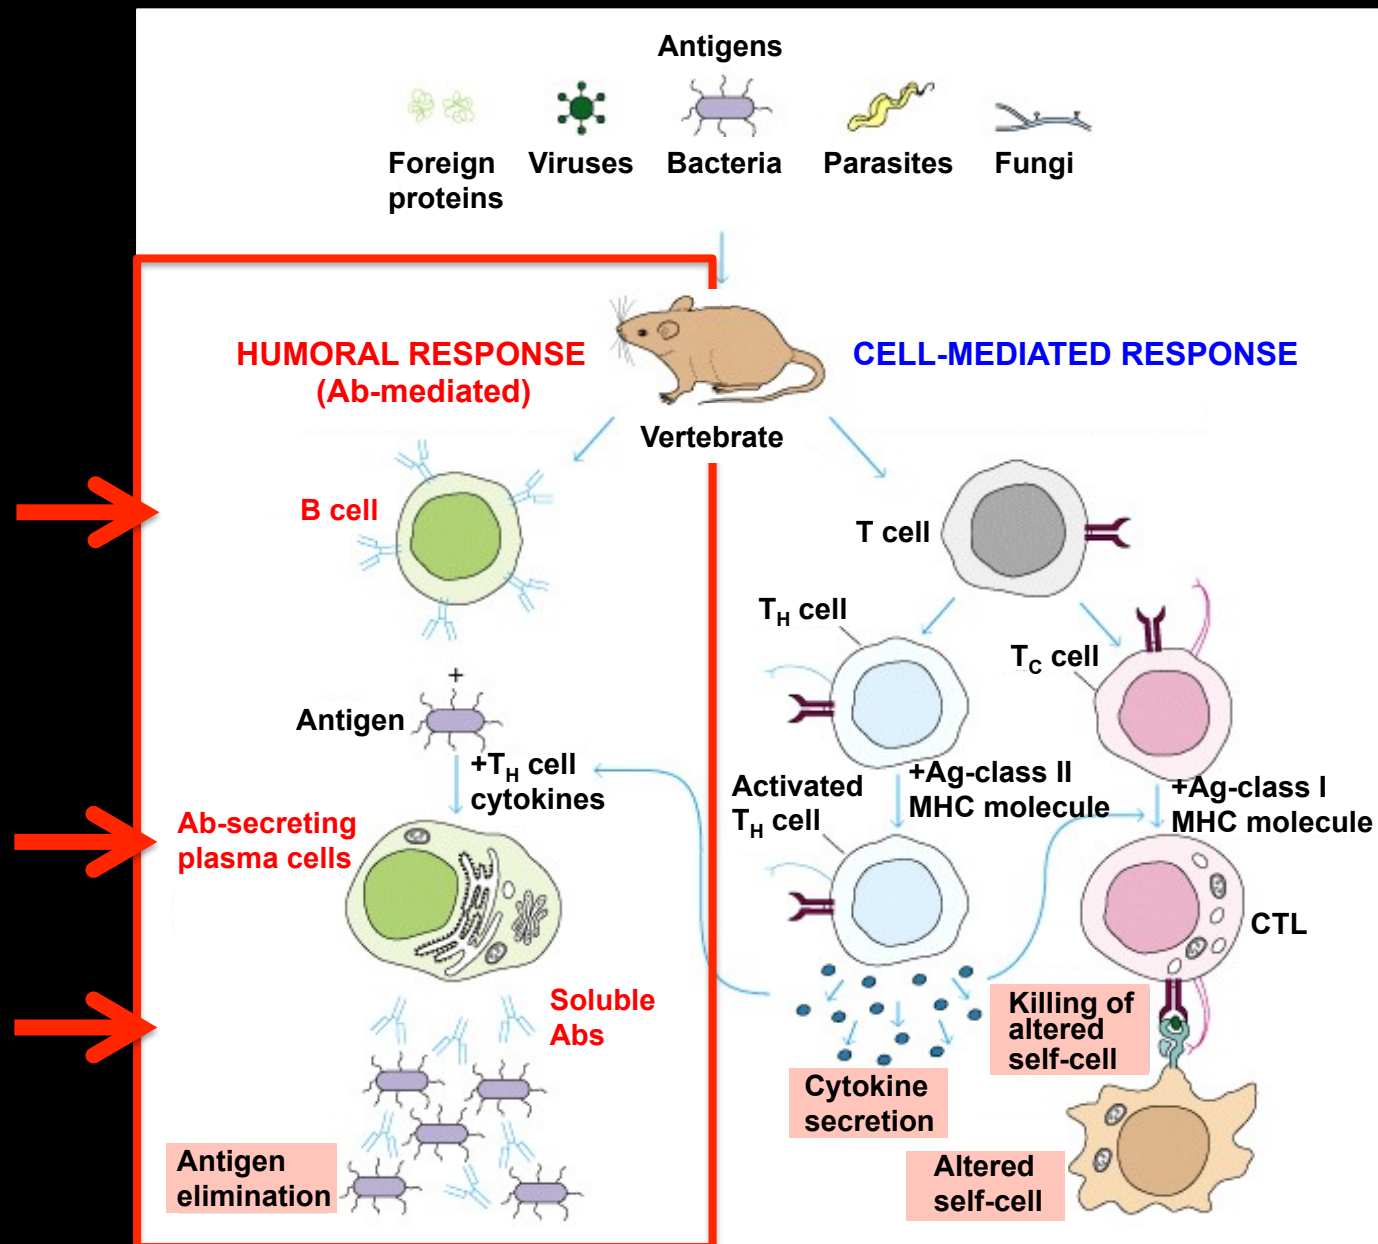 Antigens
Foreign
proteins
Viruses
Bacteria
Parasites
Fungi
HUMORAL RESPONSE
(Ab-mediated)
CELL-MEDIATED RESPONSE
Vertebrate
B cell
T cell
TH cell
TC cell
+
Antigen
+TH cell
cytokines
Activated
TH cell
+Ag-class II
MHC molecule
+Ag-class I
MHC molecule
Ab-secreting
plasma cells
CTL
Soluble
Abs
Killing of
altered
self-cell
Cytokine
secretion
Antigen
elimination
Altered
self-cell